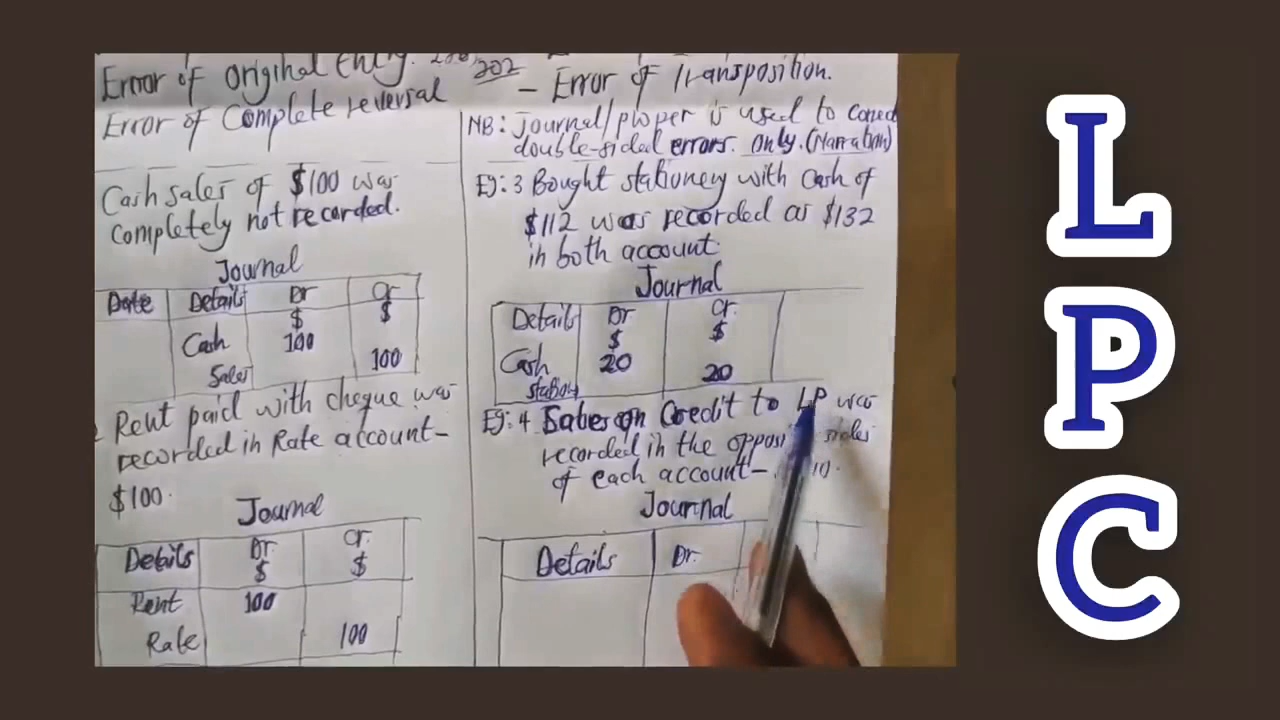 Error of original Entry.
202
Error of Complete reversal
Cash sales of $100 was
completely not recorded.
Journal
Date Details Dr Cr
$ $
Cash 100
Sales 100
Rent paid with cheque was
recorded in Rate account-
$100.
Journal
Details Dr. Cr.
$ $
Rent 100
Rate 100
- Error of Transposition.
NB: Journal/proper is used to correct
double-sided errors. Only. (Narration)
Eg: 3 Bought stationery with Cash of
$112 was recorded as $132
in both account
Journal
Details Dr Cr.
$ $
Cash 20
20
Eg: 4 Sales on Credit to LP was
recorded in the sides
of each account-
Journal
Details Dr.
L
P
C